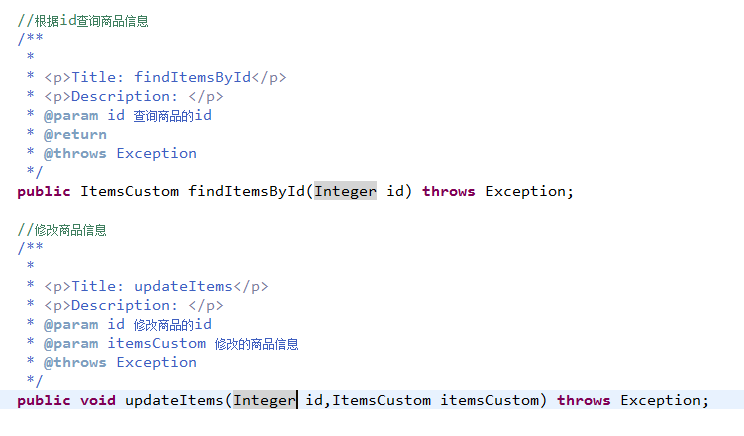 //根据id查询商品信息
/**
*
* <p>Title: findItemsById</p>
* <p>Description: </p>
* @param id 查询商品的id
* @return
* @throws Exception
*/
public ItemsCustom findItemsById(Integer id) throws Exception;
//修改商品信息
/**
*
* <p>Title: updateItems</p>
* <p>Description: </p>
* @param id 修改商品的id
* @param itemsCustom 修改的商品信息
* @throws Exception
*/
public void updateItems(Integer id,ItemsCustom itemsCustom) throws Exception;